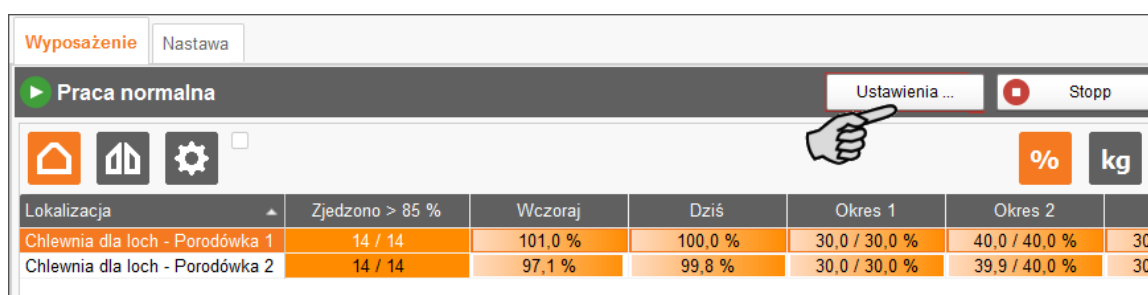 Wyposażenie Nastawa
Praca normalna Ustawienia ... Stopp
% kg
Lokalizacja Zjedzono > 85 % Wczoraj Dziś Okres 1 Okres 2
Chlewnia dla loch - Porodówka 1 14 / 14 101,0 % 100,0 % 30,0 / 30,0 % 40,0 / 40,0 % 30
Chlewnia dla loch - Porodówka 2 14 / 14 97,1 % 99,8 % 30,0 / 30,0 % 39,9 / 40,0 % 30